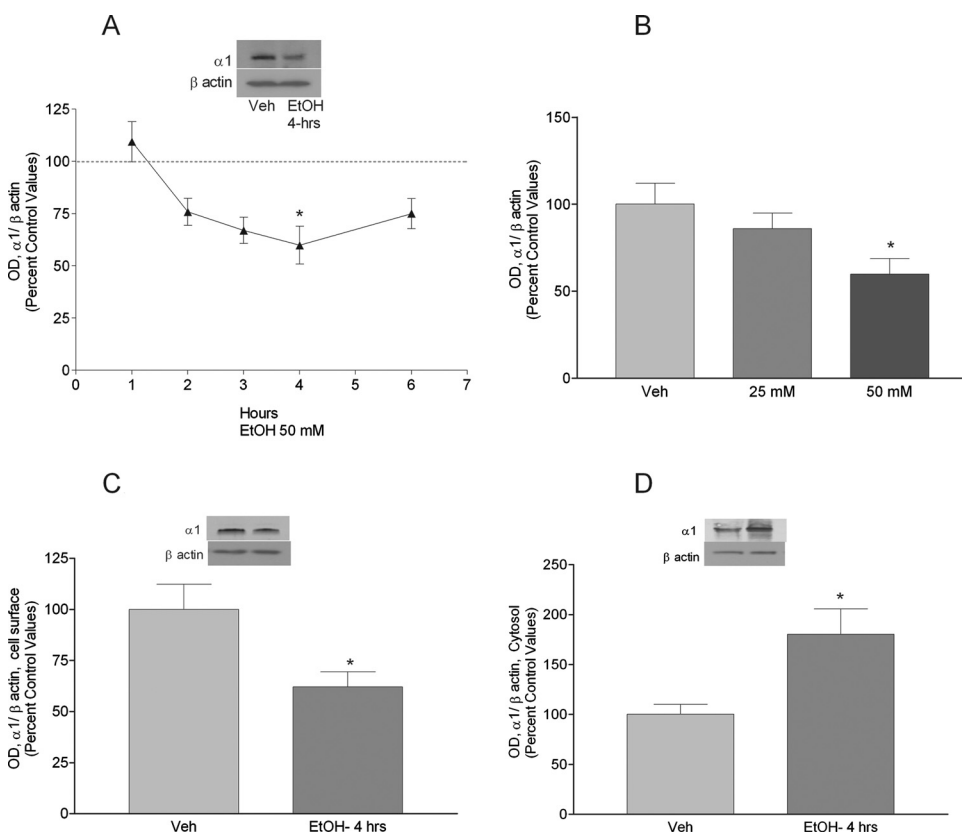 A
α1
β actin
Veh EtOH
4-hrs
OD, α1/ β actin
(Percent Control Values)
125
100
75
50
25
0
*
0 1 2 3 4 5 6 7
Hours
EtOH 50 mM
B
OD, α1/ β actin
(Percent Control Values)
150
100
50
0
*
Veh 25 mM 50 mM
C
α1
β actin
OD, α1/ β actin, cell surface
(Percent Control Values)
125
100
75
50
25
0
*
Veh EtOH- 4 hrs
D
α1
β actin
OD, α1/ β actin, Cytosol
(Percent Control Values)
250
200
150
100
50
0
*
Veh EtOH- 4 hrs